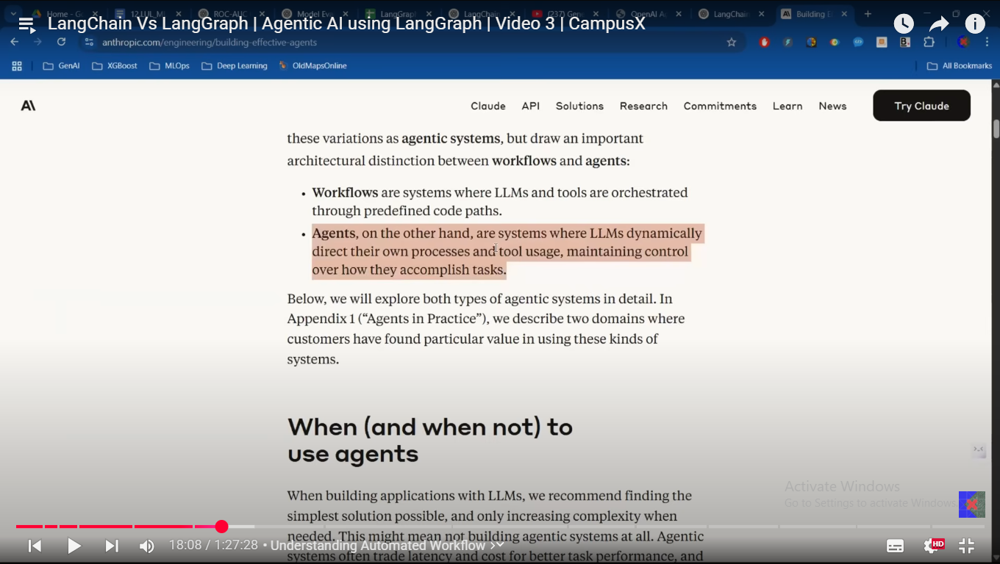 LangChain Vs LangGraph | Agentic AI using LangGraph | Video 3 | CampusX
anthropic.com/engineering/building-effective-agents
GenAI
XGBoost
MLOps
Deep Learning
OldMapsOnline
All Bookmarks
Claude API Solutions Research Commitments Learn News
Try Claude
these variations as agentic systems, but draw an important
architectural distinction between workflows and agents:
• Workflows are systems where LLMs and tools are orchestrated
through predefined code paths.
• Agents, on the other hand, are systems where LLMs dynamically
direct their own processes and tool usage, maintaining control
over how they accomplish tasks.
Below, we will explore both types of agentic systems in detail. In
Appendix 1 (“Agents in Practice”), we describe two domains where
customers have found particular value in using these kinds of
systems.
When (and when not) to
use agents
When building applications with LLMs, we recommend finding the
simplest solution possible, and only increasing complexity when
needed. This might mean not building agentic systems at all. Agentic
systems often trade latency and cost for better task performance, and
Activate Windows
Go to Settings to activate Windows.
18:08 / 1:27:28 • Understanding Automated Workflow
HD